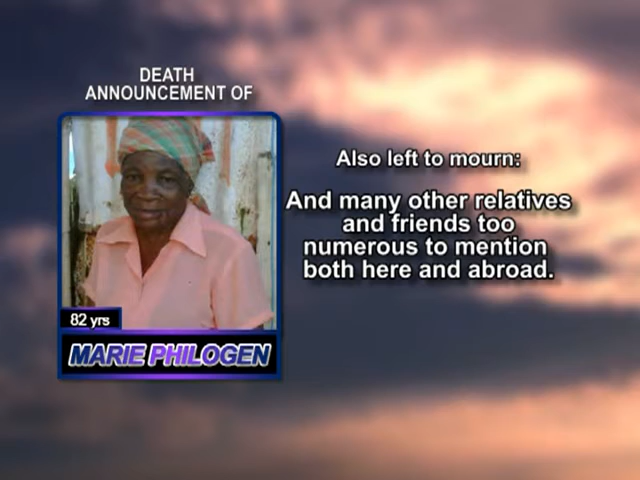 DEATH
ANNOUNCEMENT OF
82 yrs
MARIE PHILOGEN
Also left to mourn:
And many other relatives
and friends too
numerous to mention
both here and abroad.